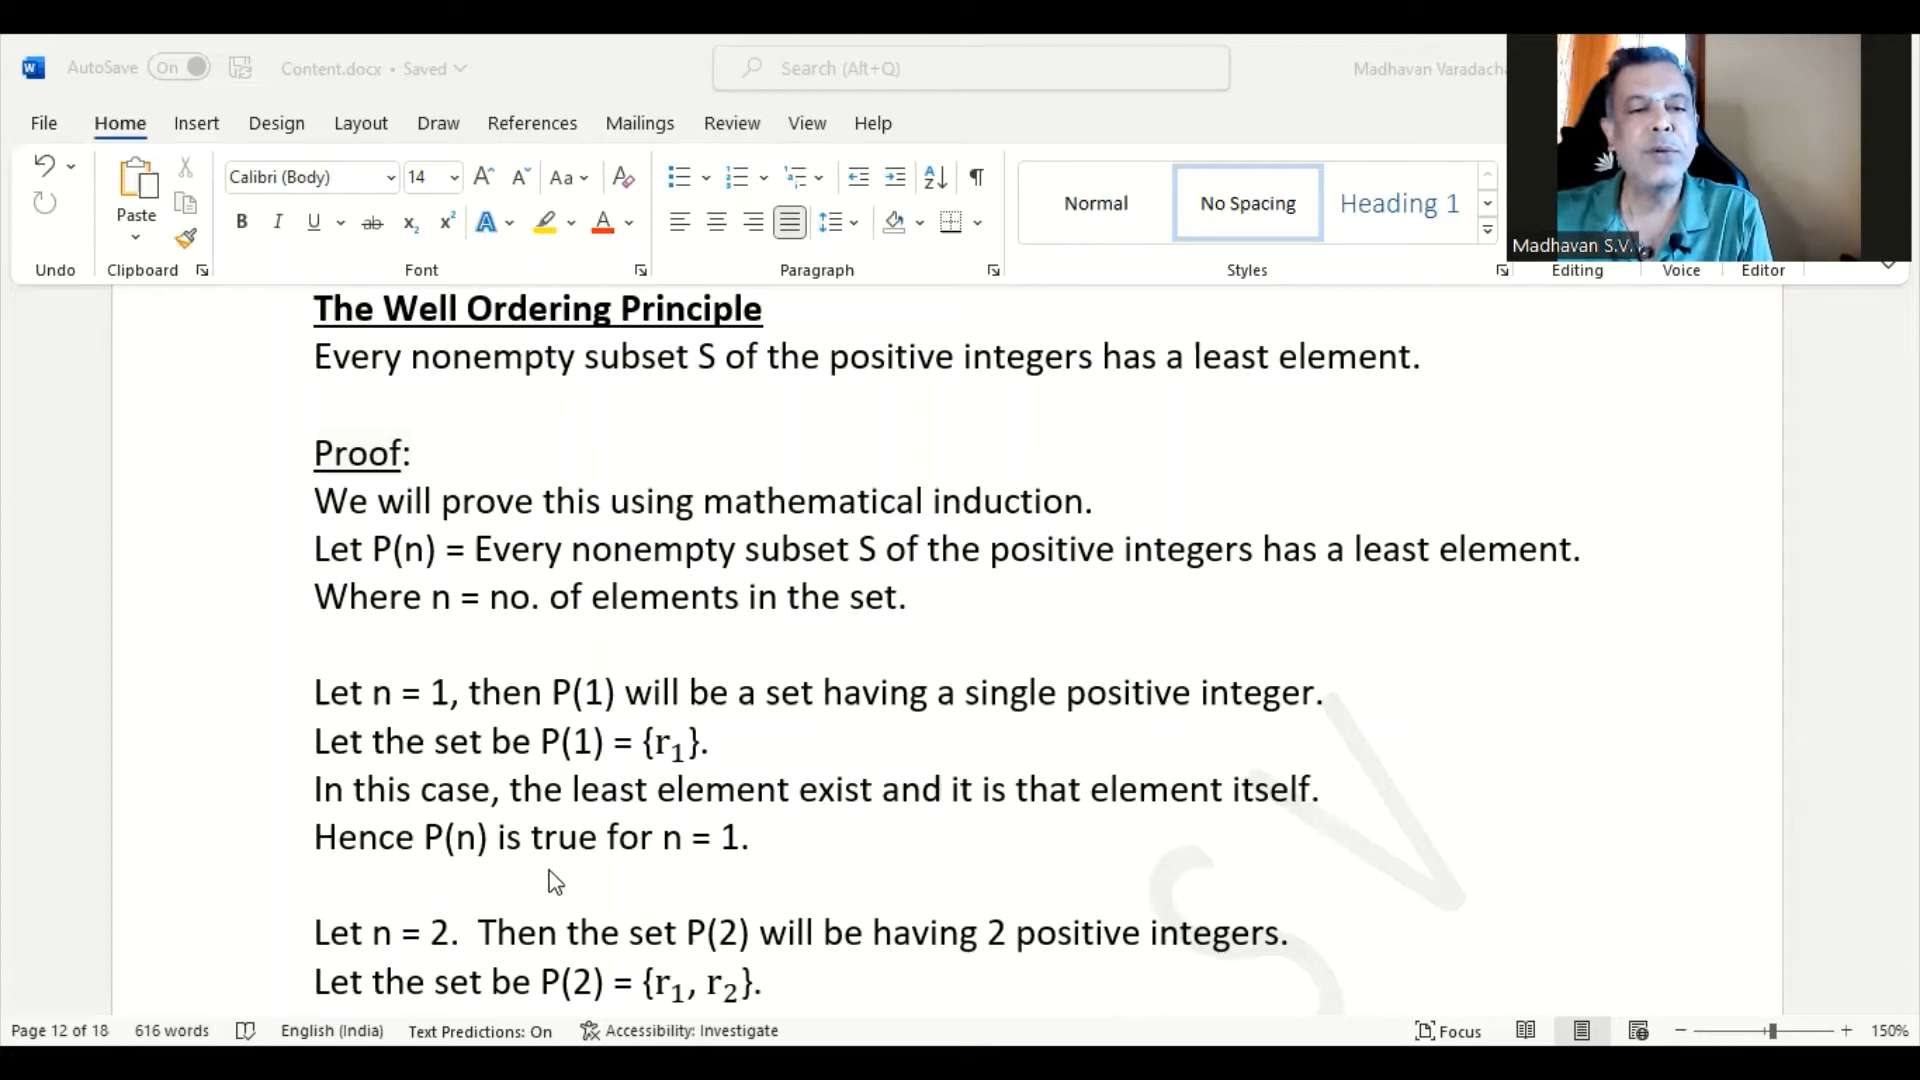 AutoSave On Content.docx • Saved Search (Alt+Q) Madhavan Varadacha
File Home Insert Design Layout Draw References Mailings Review View Help
Calibri (Body) 14 Aa
Paste
Normal No Spacing Heading 1
Madhavan S.V.
Undo Clipboard Font Paragraph Styles Editing Voice Editor
The Well Ordering Principle
Every nonempty subset S of the positive integers has a least element.
Proof:
We will prove this using mathematical induction.
Let P(n) = Every nonempty subset S of the positive integers has a least element.
Where n = no. of elements in the set.
Let n = 1, then P(1) will be a set having a single positive integer.
Let the set be P(1) = {r₁}.
In this case, the least element exist and it is that element itself.
Hence P(n) is true for n = 1.
Let n = 2. Then the set P(2) will be having 2 positive integers.
Let the set be P(2) = {r₁, r₂}.
S V
Page 12 of 18 616 words English (India) Text Predictions: On Accessibility: Investigate Focus 150%